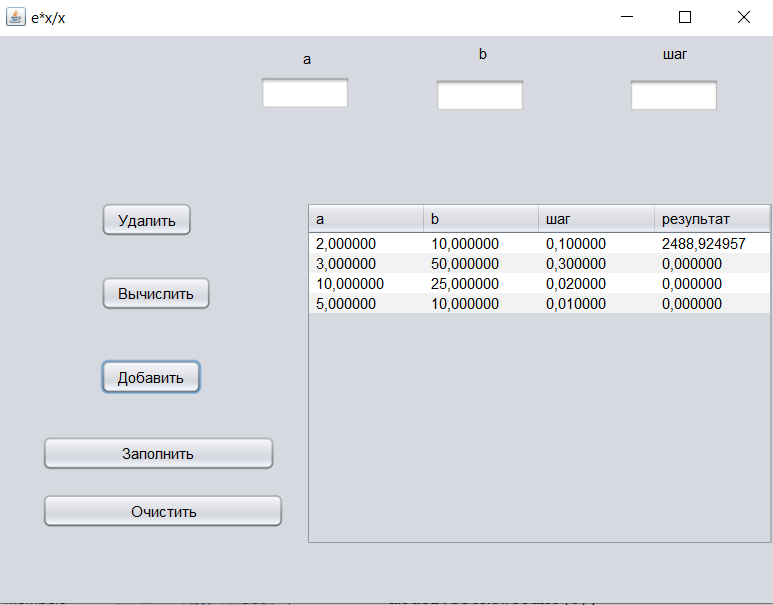 e*x/x
a b шаг
Удалить
Вычислить
Добавить
Заполнить
Очистить
a b шаг результат
2,000000 10,000000 0,100000 2488,924957
3,000000 50,000000 0,300000 0,000000
10,000000 25,000000 0,020000 0,000000
5,000000 10,000000 0,010000 0,000000